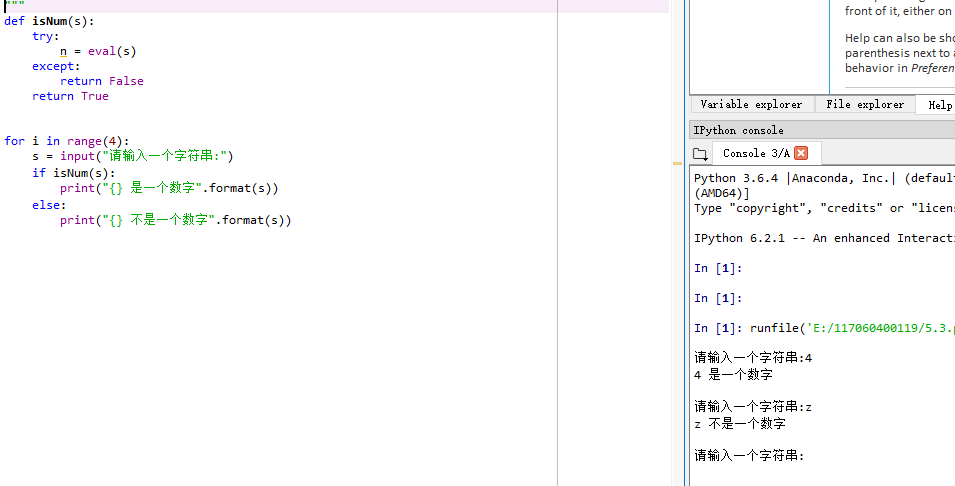 """
def isNum(s):
    try:
        n = eval(s)
    except:
        return False
    return True
for i in range(4):
    s = input("请输入一个字符串:")
    if isNum(s):
        print("{} 是一个数字".format(s))
    else:
        print("{} 不是一个数字".format(s))
front of it, either on
Help can also be sho
parenthesis next to a
behavior in Preferen
Variable explorer File explorer Help
IPython console
Console 3/A
Python 3.6.4 |Anaconda, Inc.| (default
(AMD64)]
Type "copyright", "credits" or "licens
IPython 6.2.1 -- An enhanced Interacti
In [1]:
In [1]:
In [1]: runfile('E:/117060400119/5.3.p
请输入一个字符串:4
4 是一个数字
请输入一个字符串:z
z 不是一个数字
请输入一个字符串: